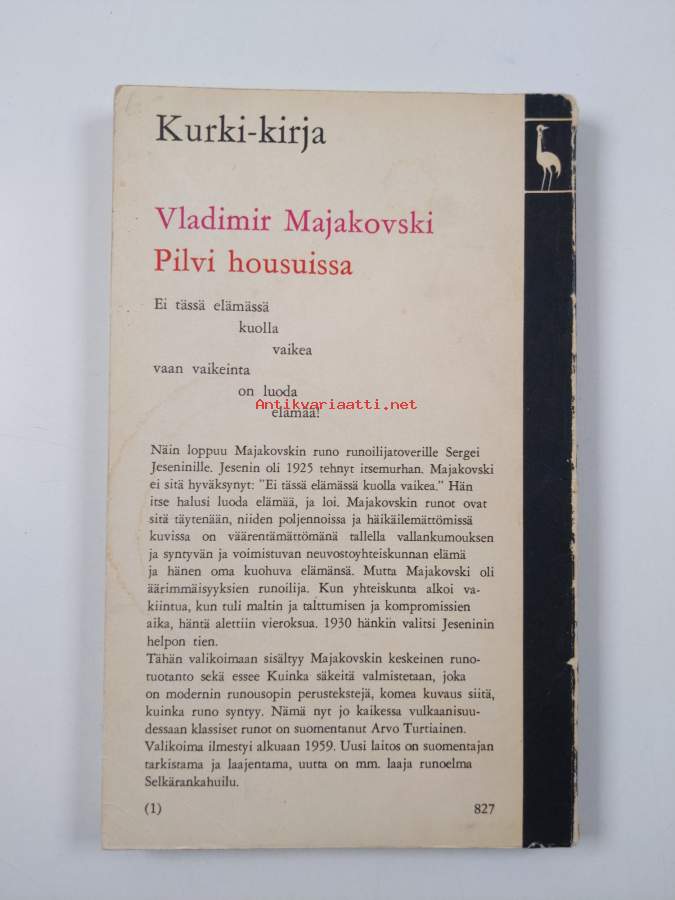 Kurki-kirja
Vladimir Majakovski
Pilvi housuissa
Ei tässä elämässä
kuolla
vaikea
vaan vaikeinta
on luoda
Antikvariaatti.net
elämää!
Näin loppuu Majakovskin runo runoilijatoverille Sergei
Jeseninille. Jesenin oli 1925 tehnyt itsemurhan. Majakovski
ei sitä hyväksynyt: "Ei tässä elämässä kuolla vaikea." Hän
itse halusi luoda elämää, ja loi. Majakovskin runot ovat
sitä täytenään, niiden poljennoissa ja häikäilemättömissä
kuvissa on väärentämättömänä tallella vallankumouksen
ja syntyvän ja voimistuvan neuvostoyhteiskunnan elämä
ja hänen oma kuohuva elämänsä. Mutta Majakovski oli
äärimmäisyyksien runoilija. Kun yhteiskunta alkoi va-
kiintua, kun tuli maltin ja talttumisen ja kompromissien
aika, häntä alettiin vieroksua. 1930 hänkin valitsi Jeseninin
helpon tien.
Tähän valikoimaan sisältyy Majakovskin keskeinen runo-
tuotanto sekä essee Kuinka säkeitä valmistetaan, joka
on modernin runousopin perustekstejä, komea kuvaus siitä,
kuinka runo syntyy. Nämä nyt jo kaikessa vulkaanisuu-
dessaan klassiset runot on suomentanut Arvo Turtiainen.
Valikoima ilmestyi alkuaan 1959. Uusi laitos on suomentajan
tarkistama ja laajentama, uutta on mm. laaja runoelma
Selkärankahuilu.
(1) 827